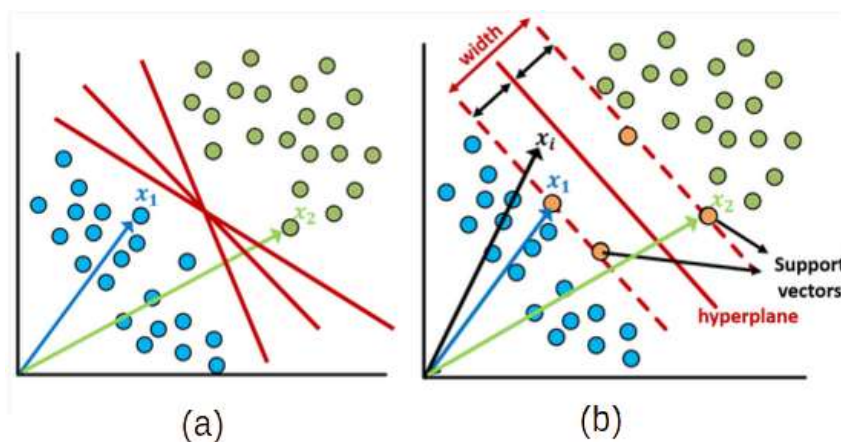 x₁
x₂
(a)
width
xᵢ
x₁
x₂
Support
vectors
hyperplane
(b)